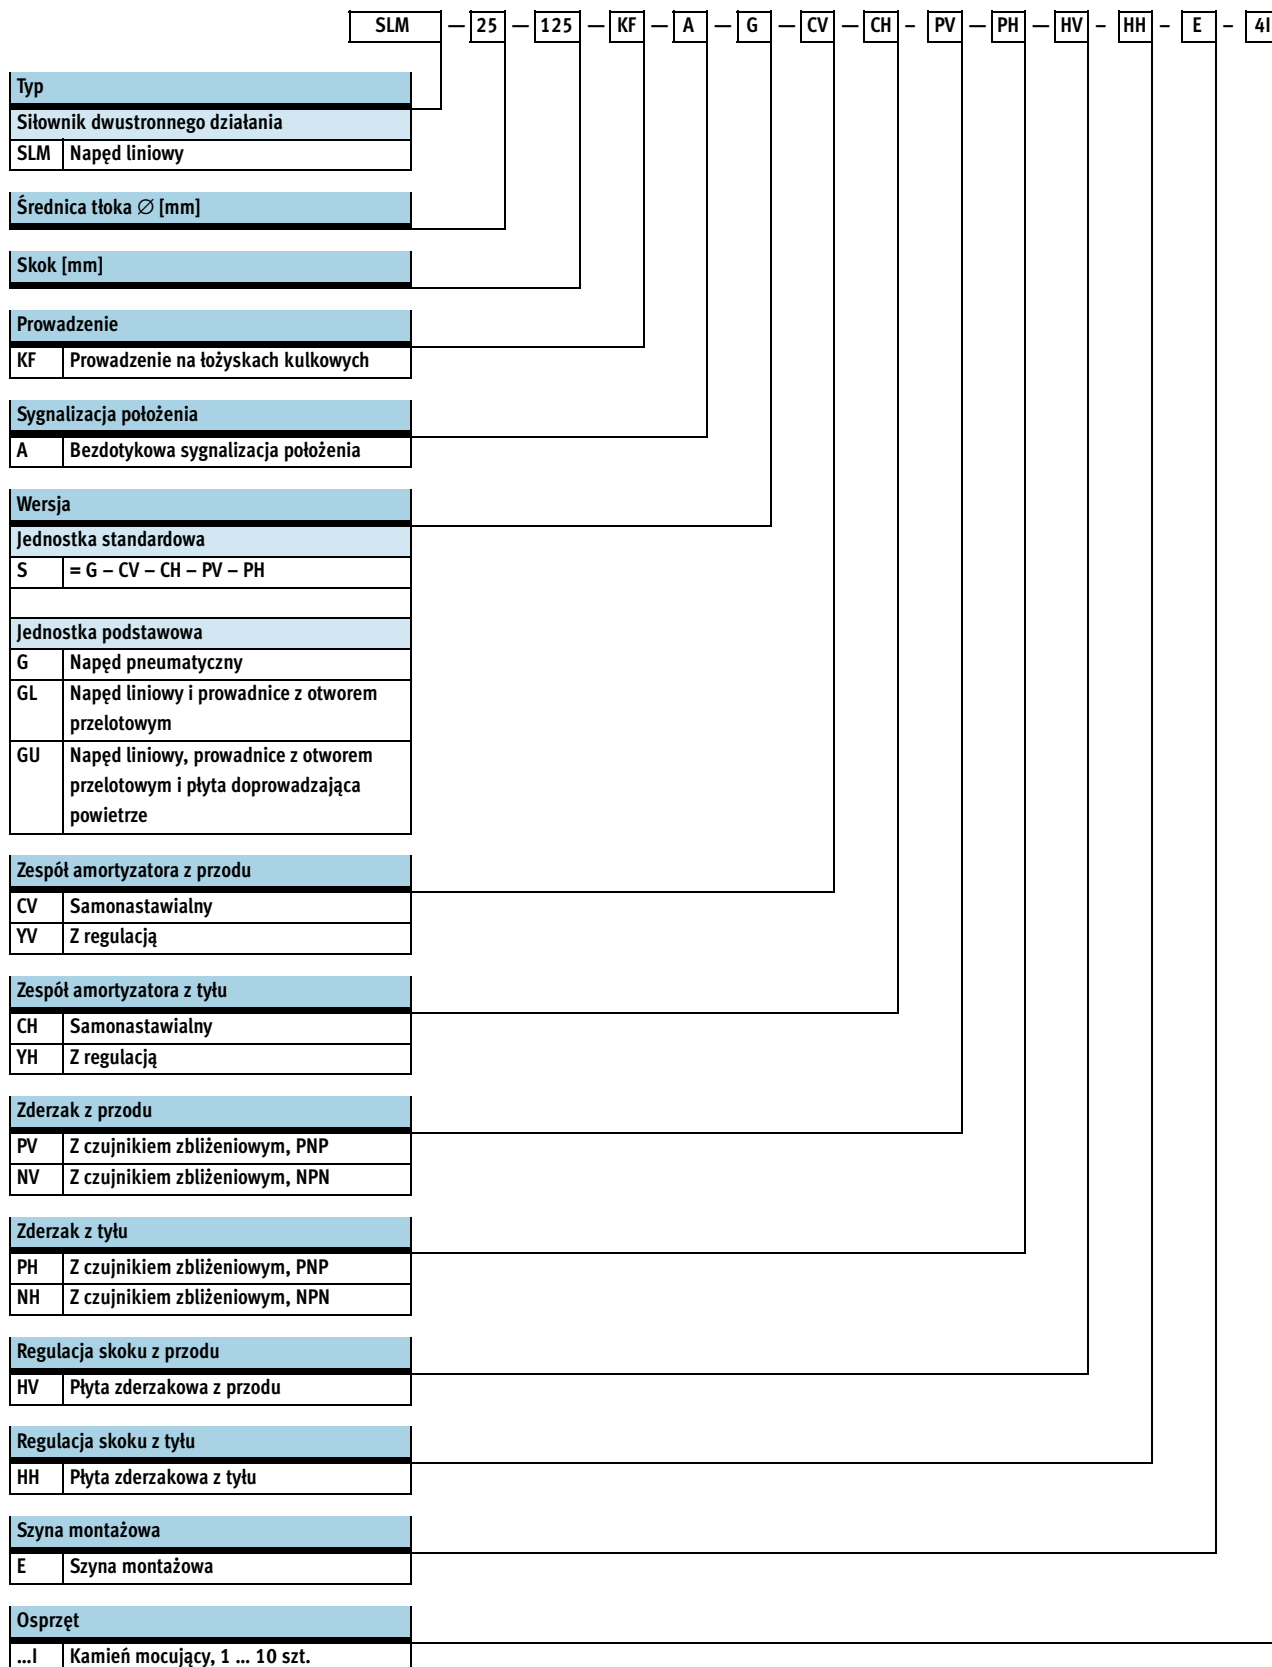 SLM — 25 — 125 — KF — A — G — CV — CH – PV — PH — HV – HH – E – 4I
Typ
Siłownik dwustronnego działania
SLM Napęd liniowy
Średnica tłoka ∅ [mm]
Skok [mm]
Prowadzenie
KF Prowadzenie na łożyskach kulkowych
Sygnalizacja położenia
A Bezdotykowa sygnalizacja położenia
Wersja
Jednostka standardowa
S = G – CV – CH – PV – PH
Jednostka podstawowa
G Napęd pneumatyczny
GL Napęd liniowy i prowadnice z otworem
przelotowym
GU Napęd liniowy, prowadnice z otworem
przelotowym i płyta doprowadzająca
powietrze
Zespół amortyzatora z przodu
CV Samonastawialny
YV Z regulacją
Zespół amortyzatora z tyłu
CH Samonastawialny
YH Z regulacją
Zderzak z przodu
PV Z czujnikiem zbliżeniowym, PNP
NV Z czujnikiem zbliżeniowym, NPN
Zderzak z tyłu
PH Z czujnikiem zbliżeniowym, PNP
NH Z czujnikiem zbliżeniowym, NPN
Regulacja skoku z przodu
HV Płyta zderzakowa z przodu
Regulacja skoku z tyłu
HH Płyta zderzakowa z tyłu
Szyna montażowa
E Szyna montażowa
Osprzęt
...I Kamień mocujący, 1 ... 10 szt.